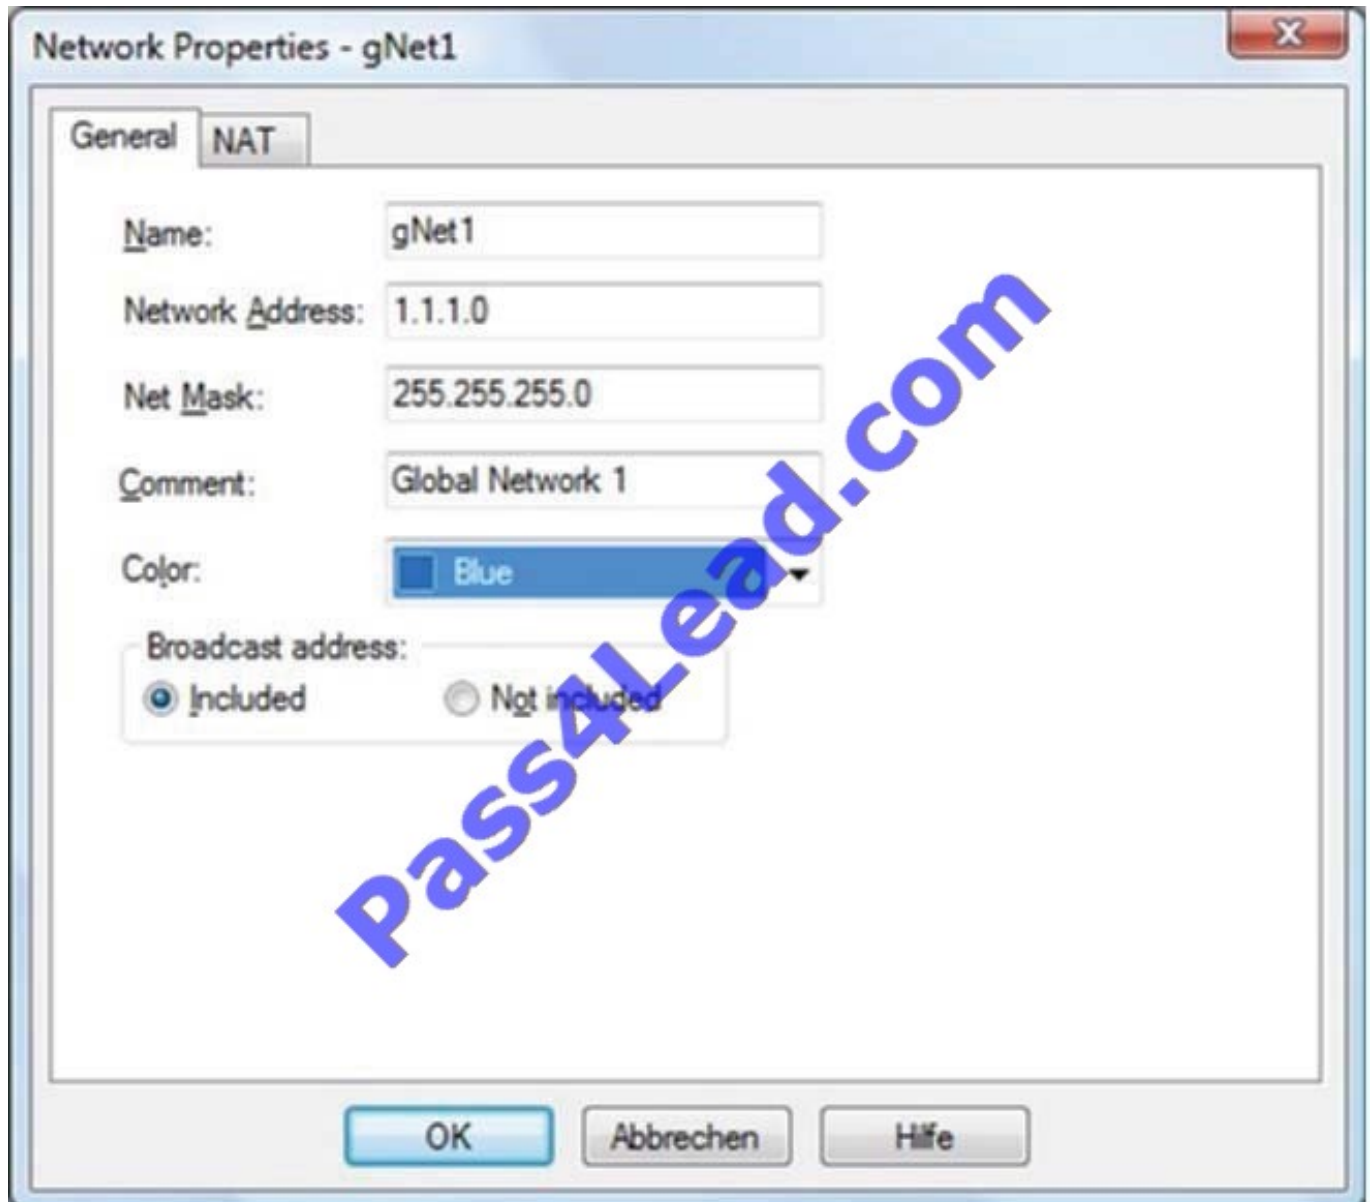 Network Properties - gNet1
General NAT
Name: gNet1
Network Address: 1.1.1.0
Net Mask: 255.255.255.0
Comment: Global Network 1
Color: Blue
Broadcast address:
Included Not included
Pass4Lead.com
OK Abbrechen Hilfe